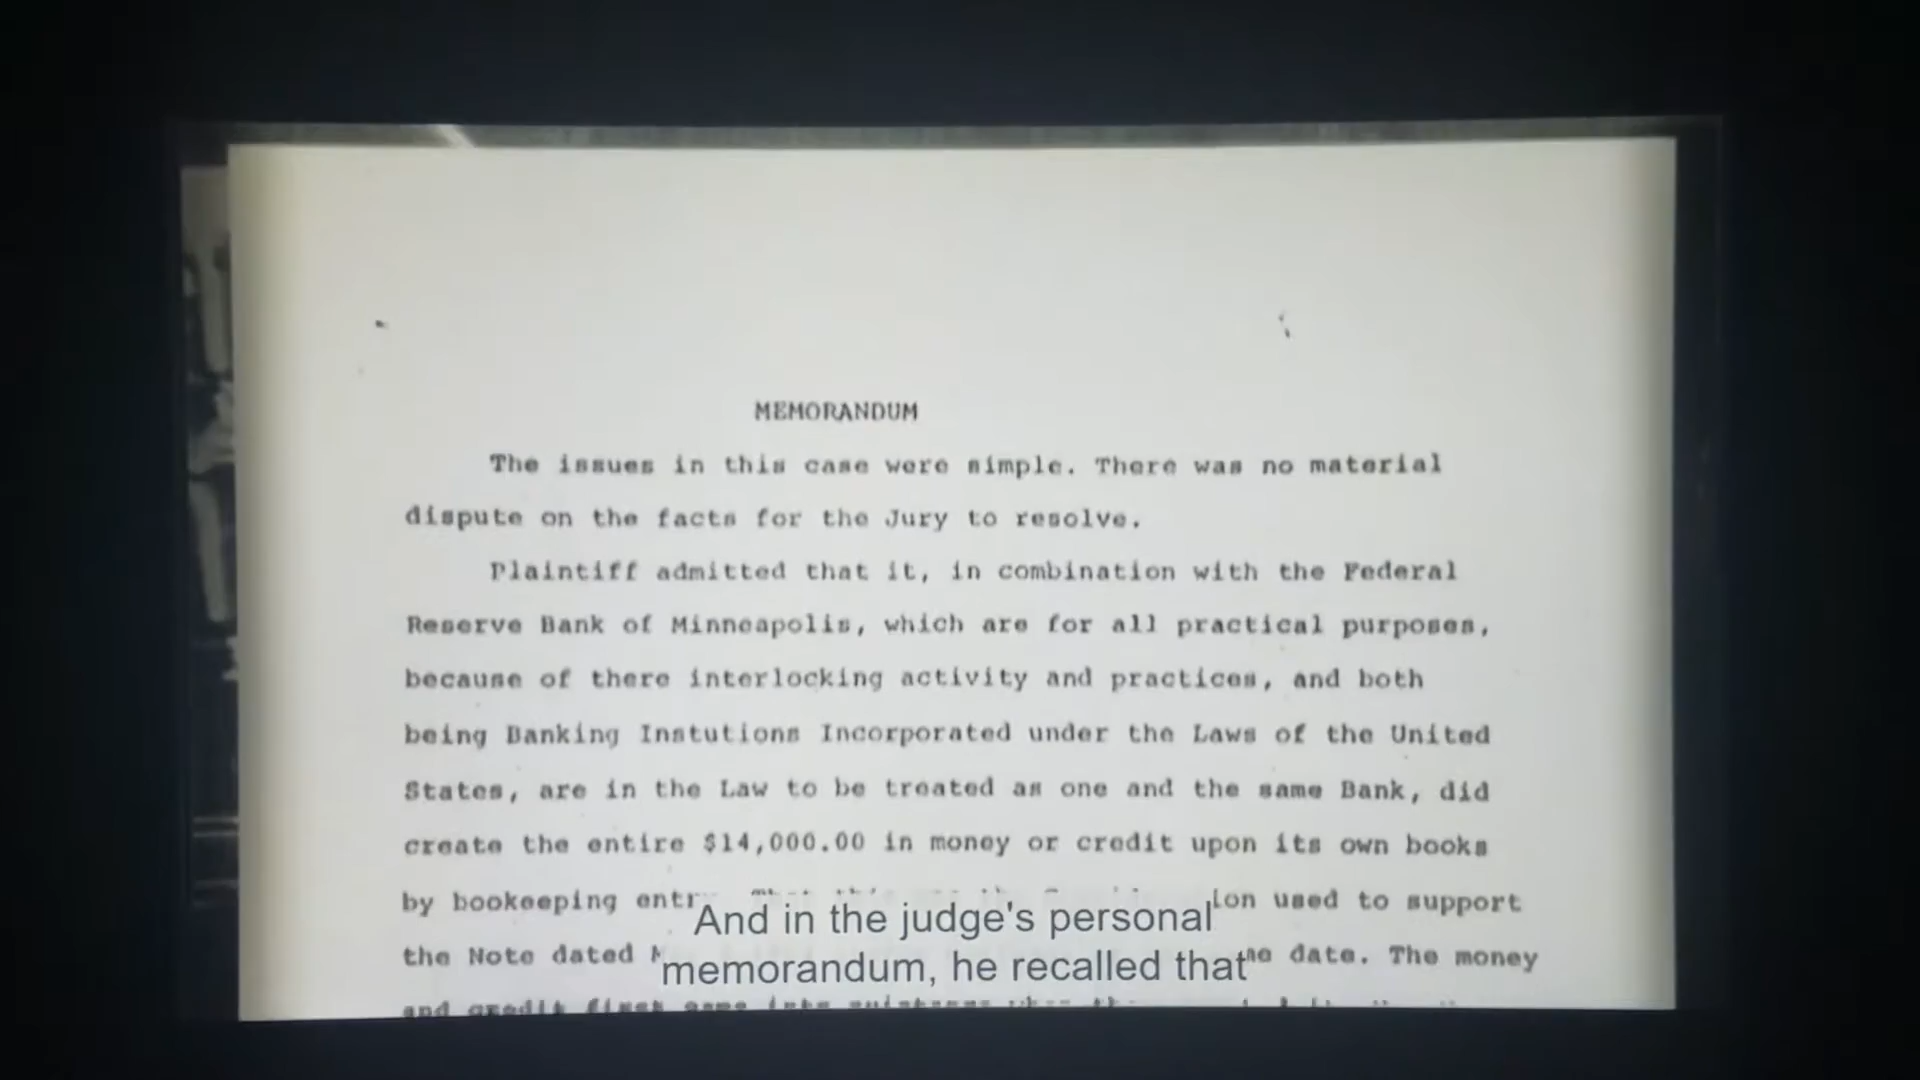 MEMORANDUM
The issues in this case were simple. There was no material
dispute on the facts for the Jury to resolve.
Plaintiff admitted that it, in combination with the Federal
Reserve Bank of Minneapolis, which are for all practical purposes,
because of there interlocking activity and practices, and both
being Banking Instutions Incorporated under the Laws of the United
States, are in the Law to be treated as one and the same Bank, did
create the entire $14,000.00 in money or credit upon its own books
by bookeeping used to support
the Note dated date. The money
And in the judge's personal
memorandum, he recalled that